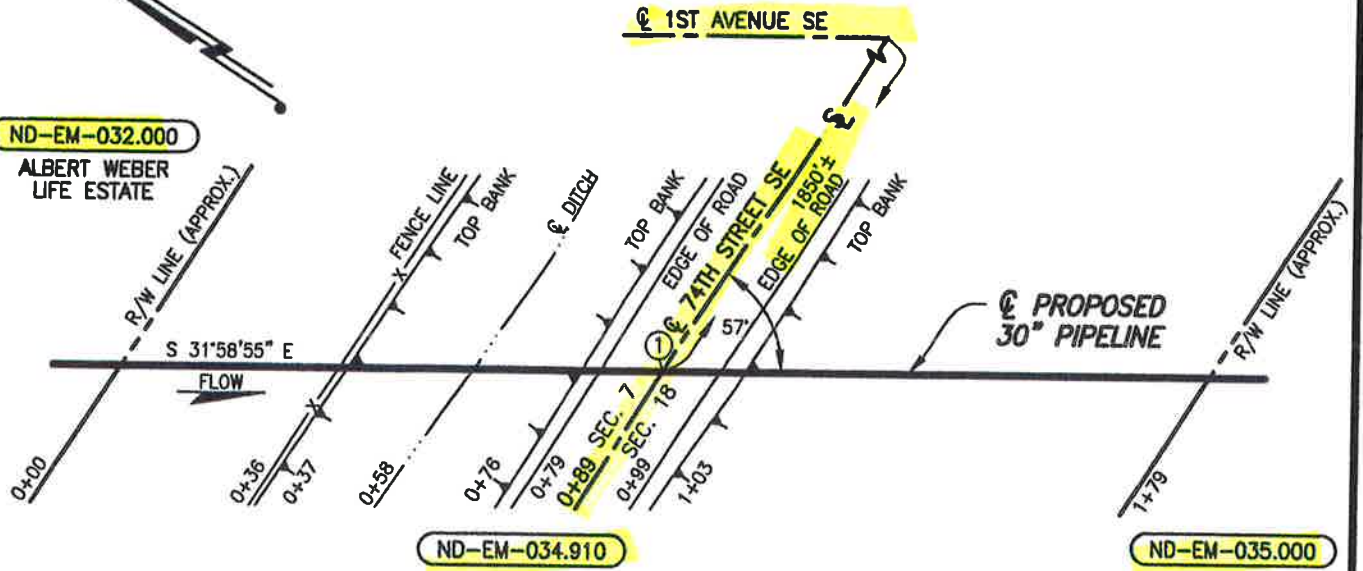 ℄ 1ST AVENUE SE
ND-EM-032.000
ALBERT WEBER
LIFE ESTATE
R/W LINE (APPROX.)
FENCE LINE
TOP BANK
℄ DITCH
TOP BANK
EDGE OF ROAD
℄ 74TH STREET SE
℄
1850'±
EDGE OF ROAD
TOP BANK
R/W LINE (APPROX.)
℄ PROPOSED
30" PIPELINE
S 31°58'55" E
FLOW
1
57°
SEC. 7
SEC. 18
0+00
0+36
0+37
0+58
0+76
0+79
0+89
0+99
1+03
1+79
ND-EM-034.910
ND-EM-035.000